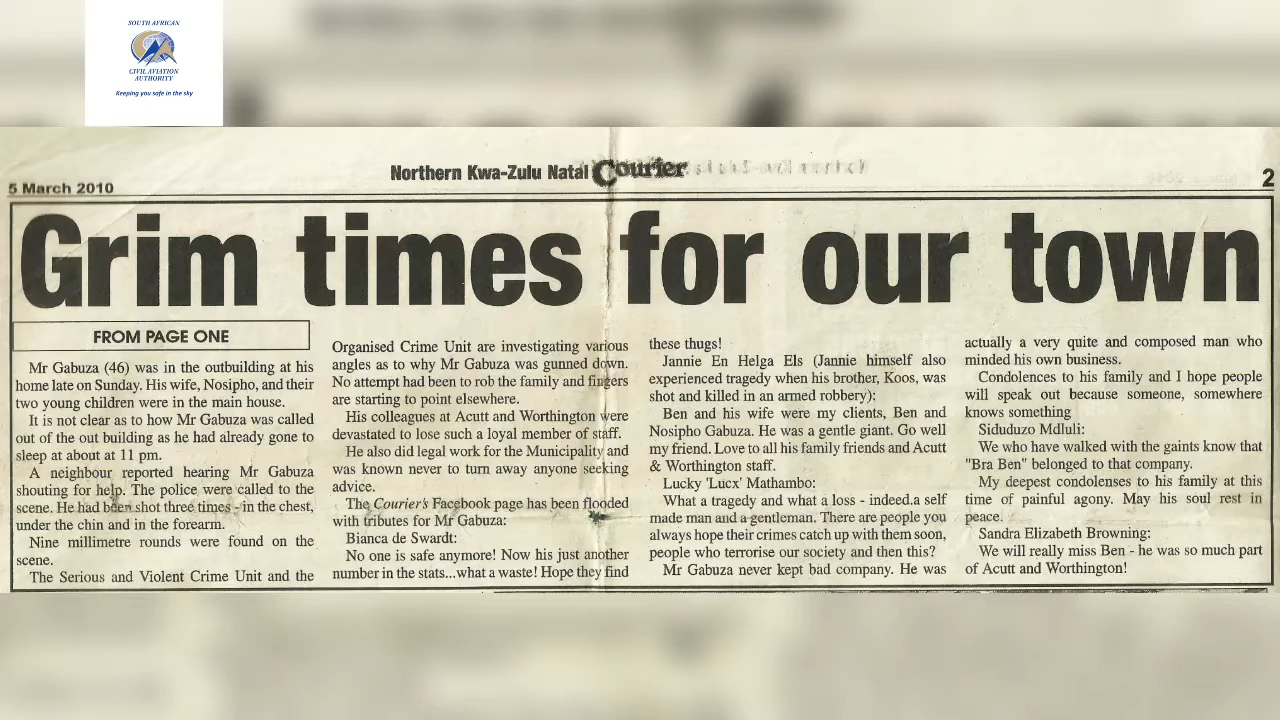 SOUTH AFRICAN
CIVIL AVIATION
AUTHORITY
Keeping you safe in the sky
5 March 2010
Northern Kwa-Zulu Natal Courier
2
Grim times for our town
FROM PAGE ONE
Mr Gabuza (46) was in the outbuilding at his
home late on Sunday. His wife, Nosipho, and their
two young children were in the main house.
It is not clear as to how Mr Gabuza was called
out of the out building as he had already gone to
sleep at about at 11 pm.
A neighbour reported hearing Mr Gabuza
shouting for help. The police were called to the
scene. He had been shot three times - in the chest,
under the chin and in the forearm.
Nine millimetre rounds were found on the
scene.
The Serious and Violent Crime Unit and the
Organised Crime Unit are investigating various
angles as to why Mr Gabuza was gunned down.
No attempt had been to rob the family and fingers
are starting to point elsewhere.
His colleagues at Acutt and Worthington were
devastated to lose such a loyal member of staff.
He also did legal work for the Municipality and
was known never to turn away anyone seeking
advice.
The Courier's Facebook page has been flooded
with tributes for Mr Gabuza:
Bianca de Swardt:
No one is safe anymore! Now his just another
number in the stats...what a waste! Hope they find
these thugs!
Jannie En Helga Els (Jannie himself also
experienced tragedy when his brother, Koos, was
shot and killed in an armed robbery):
Ben and his wife were my clients, Ben and
Nosipho Gabuza. He was a gentle giant. Go well
my friend. Love to all his family friends and Acutt
& Worthington staff.
Lucky 'Lucx' Mathambo:
What a tragedy and what a loss - indeed.a self
made man and a gentleman. There are people you
always hope their crimes catch up with them soon,
people who terrorise our society and then this?
Mr Gabuza never kept bad company. He was
actually a very quite and composed man who
minded his own business.
Condolences to his family and I hope people
will speak out because someone, somewhere
knows something
Siduduzo Mdluli:
We who have walked with the gaints know that
"Bra Ben" belonged to that company.
My deepest condolenes to his family at this
time of painful agony. May his soul rest in
peace.
Sandra Elizabeth Browning:
We will really miss Ben - he was so much part
of Acutt and Worthington!